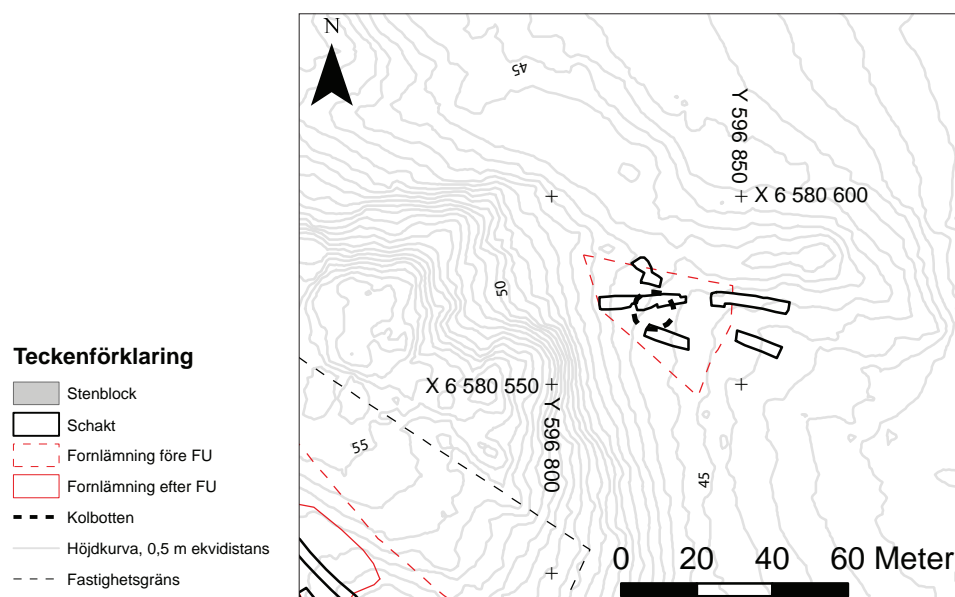 N
45
Y 596 850
X 6 580 600
50
X 6 580 550
Y 596 800
55
45
0 20 40 60 Meter
Teckenförklaring
Stenblock
Schakt
Fornlämning före FU
Fornlämning efter FU
Kolbotten
Höjdkurva, 0,5 m ekvidistans
Fastighetsgräns